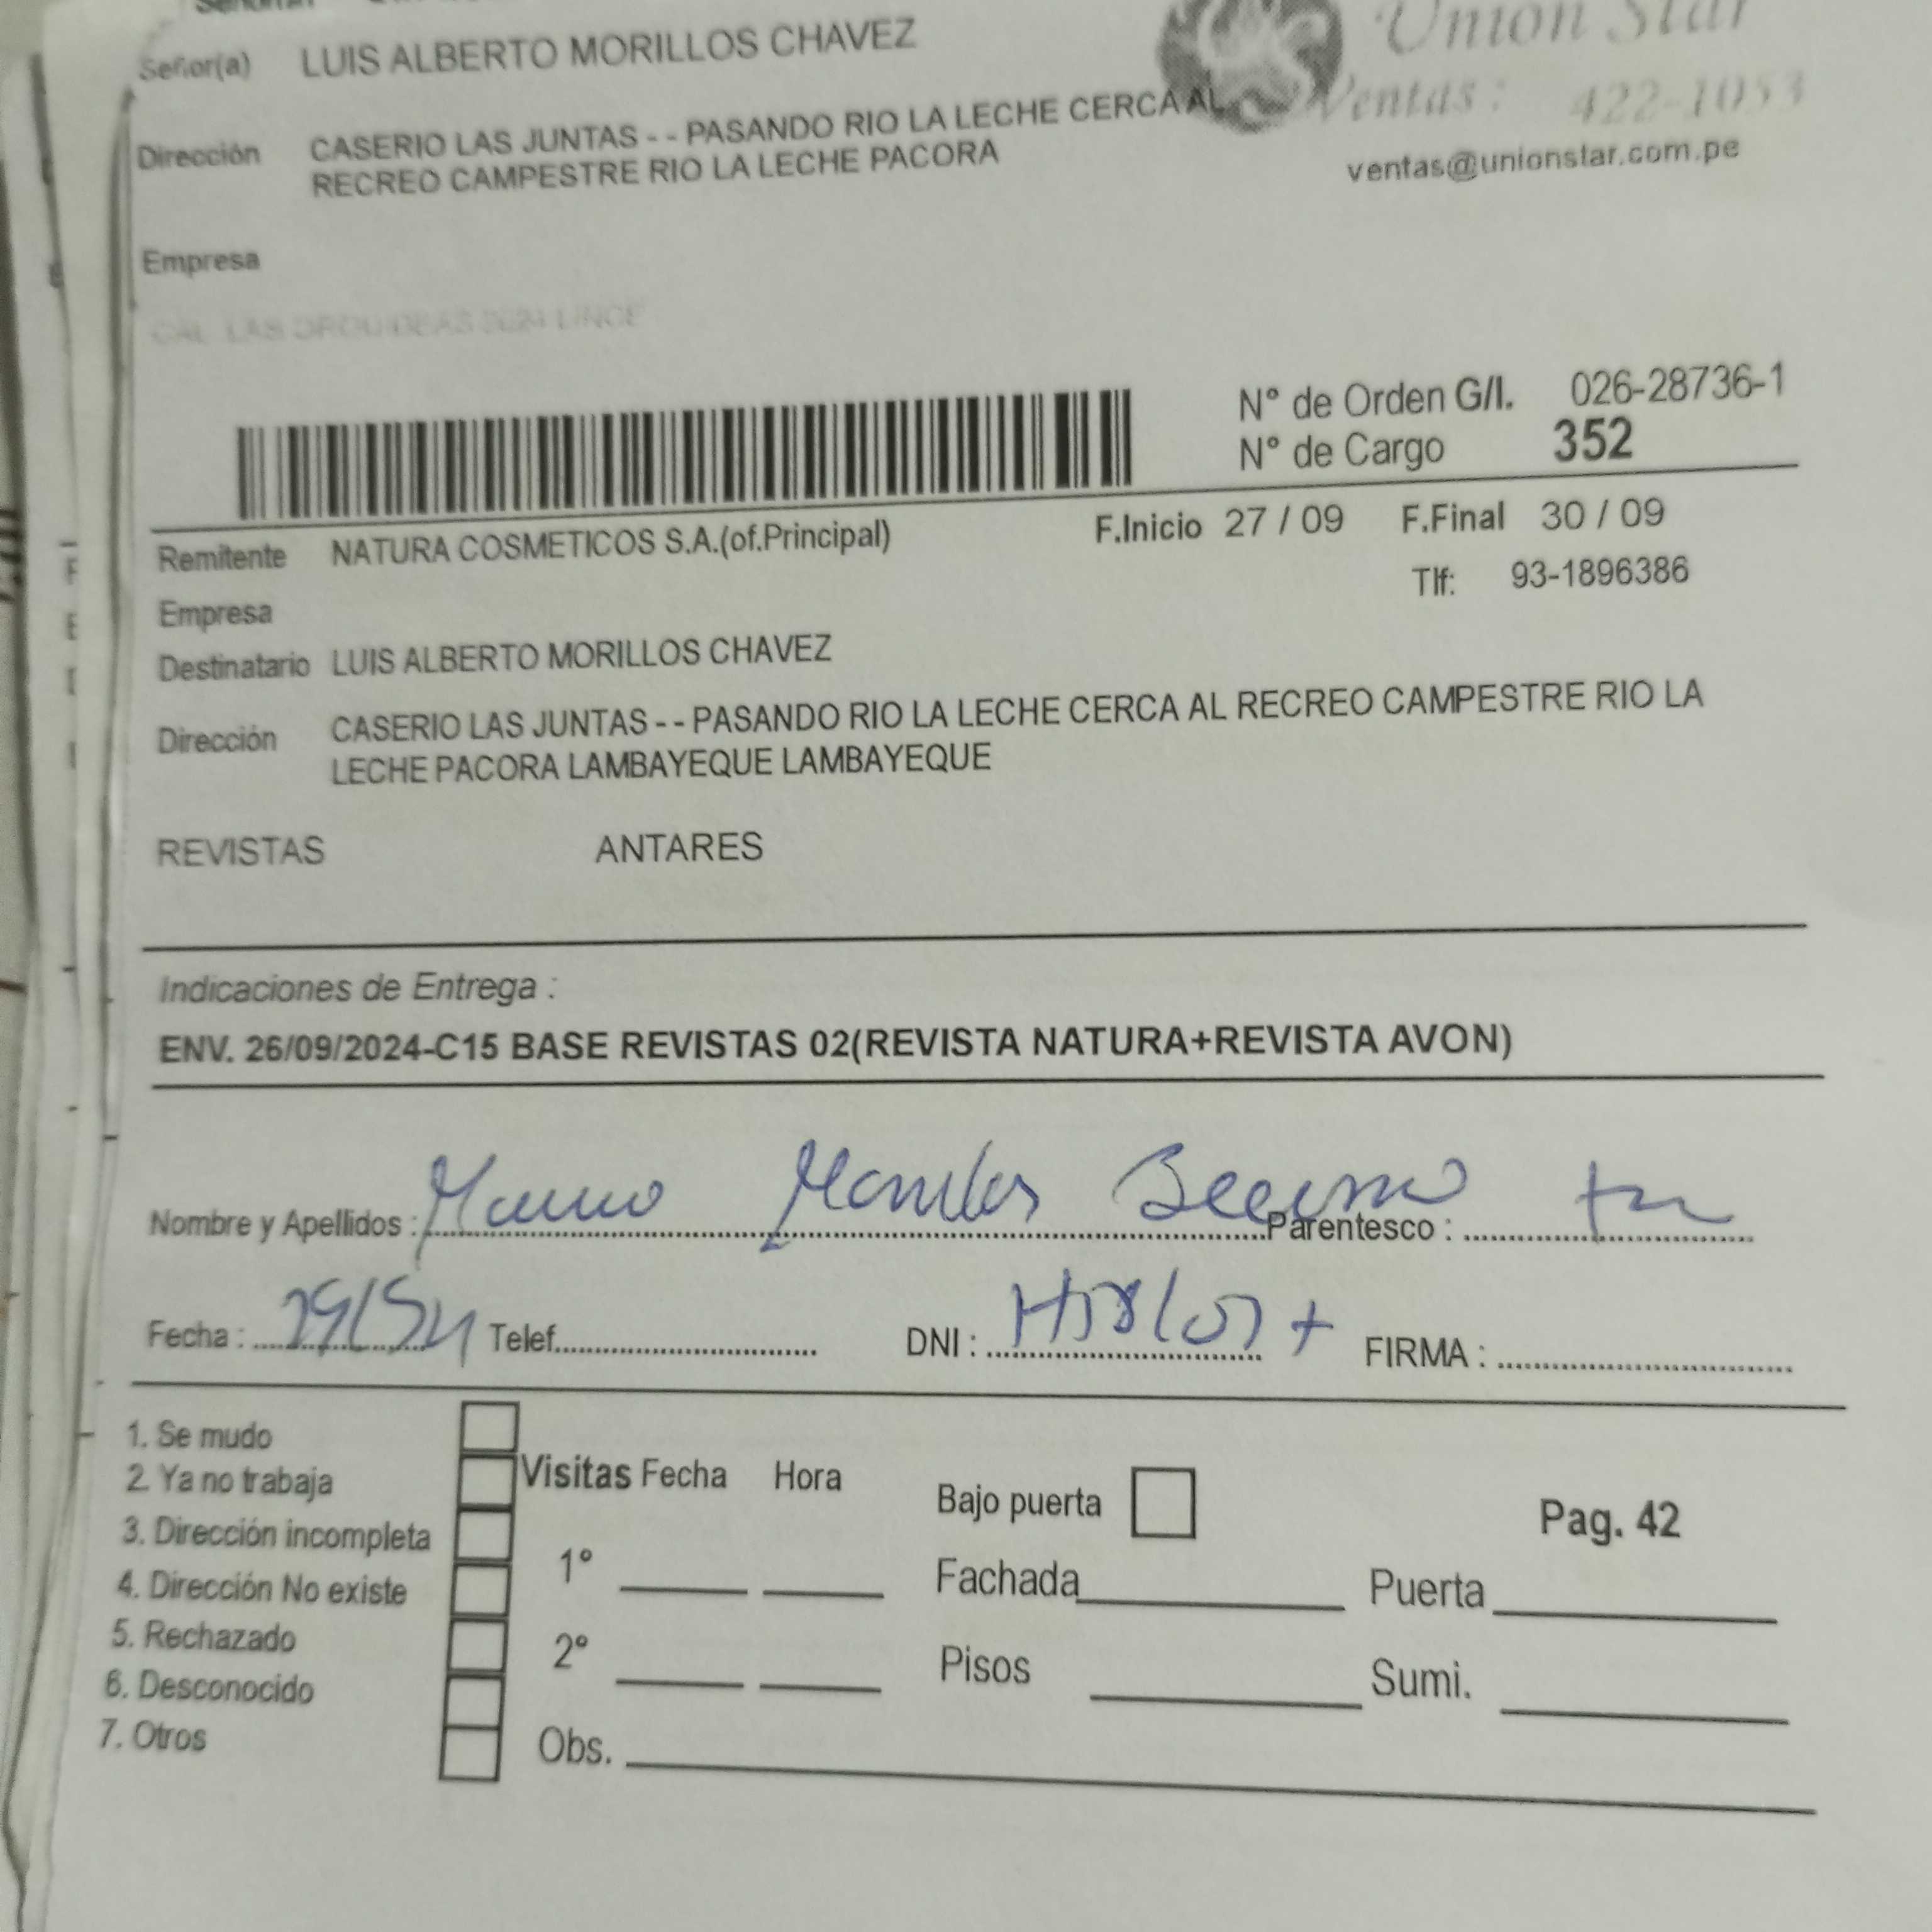 Señor(a) LUIS ALBERTO MORILLOS CHAVEZ
Union Star
Ventas: 422-1053
Dirección CASERIO LAS JUNTAS - - PASANDO RIO LA LECHE CERCA AL
RECREO CAMPESTRE RIO LA LECHE PACORA
ventas@unionstar.com.pe
Empresa
CAL. LAS ORQUIDEAS LINCE
N° de Orden G/I. 026-28736-1
N° de Cargo 352
Remitente NATURA COSMETICOS S.A.(of.Principal) F.Inicio 27 / 09 F.Final 30 / 09
Tlf: 93-1896386
Empresa
Destinatario LUIS ALBERTO MORILLOS CHAVEZ
Dirección CASERIO LAS JUNTAS - - PASANDO RIO LA LECHE CERCA AL RECREO CAMPESTRE RIO LA
LECHE PACORA LAMBAYEQUE LAMBAYEQUE
REVISTAS ANTARES
Indicaciones de Entrega :
ENV. 26/09/2024-C15 BASE REVISTAS 02(REVISTA NATURA+REVISTA AVON)
Nombre y Apellidos : Parentesco :
Fecha : Telef. DNI : FIRMA :
1. Se mudo
2. Ya no trabaja
3. Dirección incompleta
4. Dirección No existe
5. Rechazado
6. Desconocido
7. Otros
Visitas Fecha Hora
1°
2°
Obs.
Bajo puerta
Pag. 42
Fachada Puerta
Pisos Sumi.